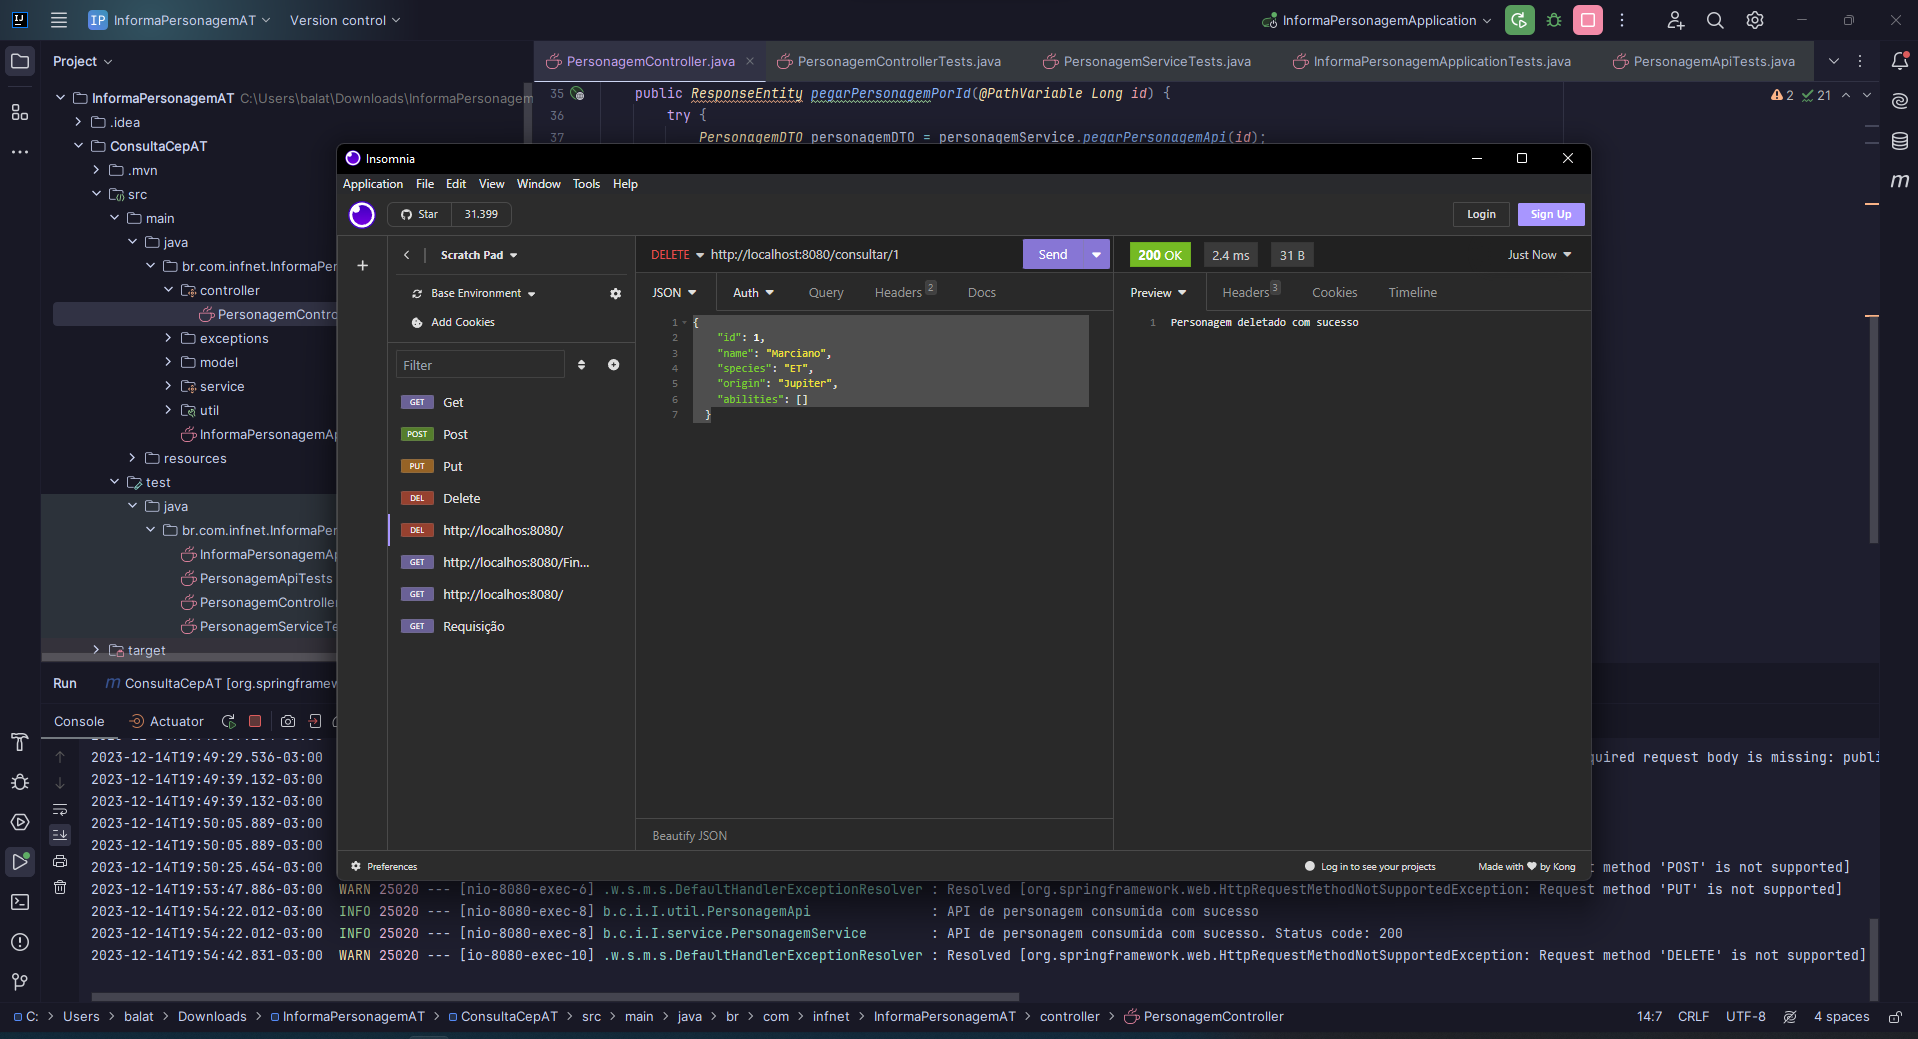 IJ
IP InformaPersonagemAT
Version control
InformaPersonagemApplication
Project
PersonagemController.java
PersonagemControllerTests.java
PersonagemServiceTests.java
InformaPersonagemApplicationTests.java
PersonagemApiTests.java
InformaPersonagemAT C:\Users\balat\Downloads\InformaPersonagem
.idea
ConsultaCepAT
.mvn
src
main
java
br.com.infnet.InformaPer
controller
PersonagemContro
exceptions
model
service
util
InformaPersonagemAp
resources
test
java
br.com.infnet.InformaPer
InformaPersonagemAp
PersonagemApiTests
PersonagemController
PersonagemServiceTe
target
35 public ResponseEntity pegarPersonagemPorId(@PathVariable Long id) {
36 try {
37 PersonagemDTO personagemDTO = personagemService.pegarPersonagemApi(id);
2 21
Insomnia
Application File Edit View Window Tools Help
Star 31.399
Login
Sign Up
Scratch Pad
Base Environment
Add Cookies
Filter
GET Get
POST Post
PUT Put
DEL Delete
DEL http://localhos:8080/
GET http://localhos:8080/Fin...
GET http://localhos:8080/
GET Requisição
DELETE http://localhost:8080/consultar/1
Send
JSON Auth Query Headers 2 Docs
1 {
2 "id": 1,
3 "name": "Marciano",
4 "species": "ET",
5 "origin": "Jupiter",
6 "abilities": []
7 }
Beautify JSON
200 OK 2.4 ms 31 B Just Now
Preview Headers 3 Cookies Timeline
1 Personagem deletado com sucesso
Preferences
Log in to see your projects
Made with by Kong
Run
m ConsultaCepAT [org.springframew
Console
Actuator
2023-12-14T19:49:29.536-03:00 quired request body is missing: publi
2023-12-14T19:49:39.132-03:00
2023-12-14T19:49:39.132-03:00
2023-12-14T19:50:05.889-03:00
2023-12-14T19:50:05.889-03:00
2023-12-14T19:50:25.454-03:00 t method 'POST' is not supported]
2023-12-14T19:53:47.886-03:00 WARN 25020 --- [nio-8080-exec-6] .w.s.m.s.DefaultHandlerExceptionResolver : Resolved [org.springframework.web.HttpRequestMethodNotSupportedException: Request method 'PUT' is not supported]
2023-12-14T19:54:22.012-03:00 INFO 25020 --- [nio-8080-exec-8] b.c.i.I.util.PersonagemApi : API de personagem consumida com sucesso
2023-12-14T19:54:22.012-03:00 INFO 25020 --- [nio-8080-exec-8] b.c.i.I.service.PersonagemService : API de personagem consumida com sucesso. Status code: 200
2023-12-14T19:54:42.831-03:00 WARN 25020 --- [io-8080-exec-10] .w.s.m.s.DefaultHandlerExceptionResolver : Resolved [org.springframework.web.HttpRequestMethodNotSupportedException: Request method 'DELETE' is not supported]
C: > Users > balat > Downloads > InformaPersonagemAT > ConsultaCepAT > src > main > java > br > com > infnet > InformaPersonagemAT > controller > PersonagemController
14:7 CRLF UTF-8 4 spaces